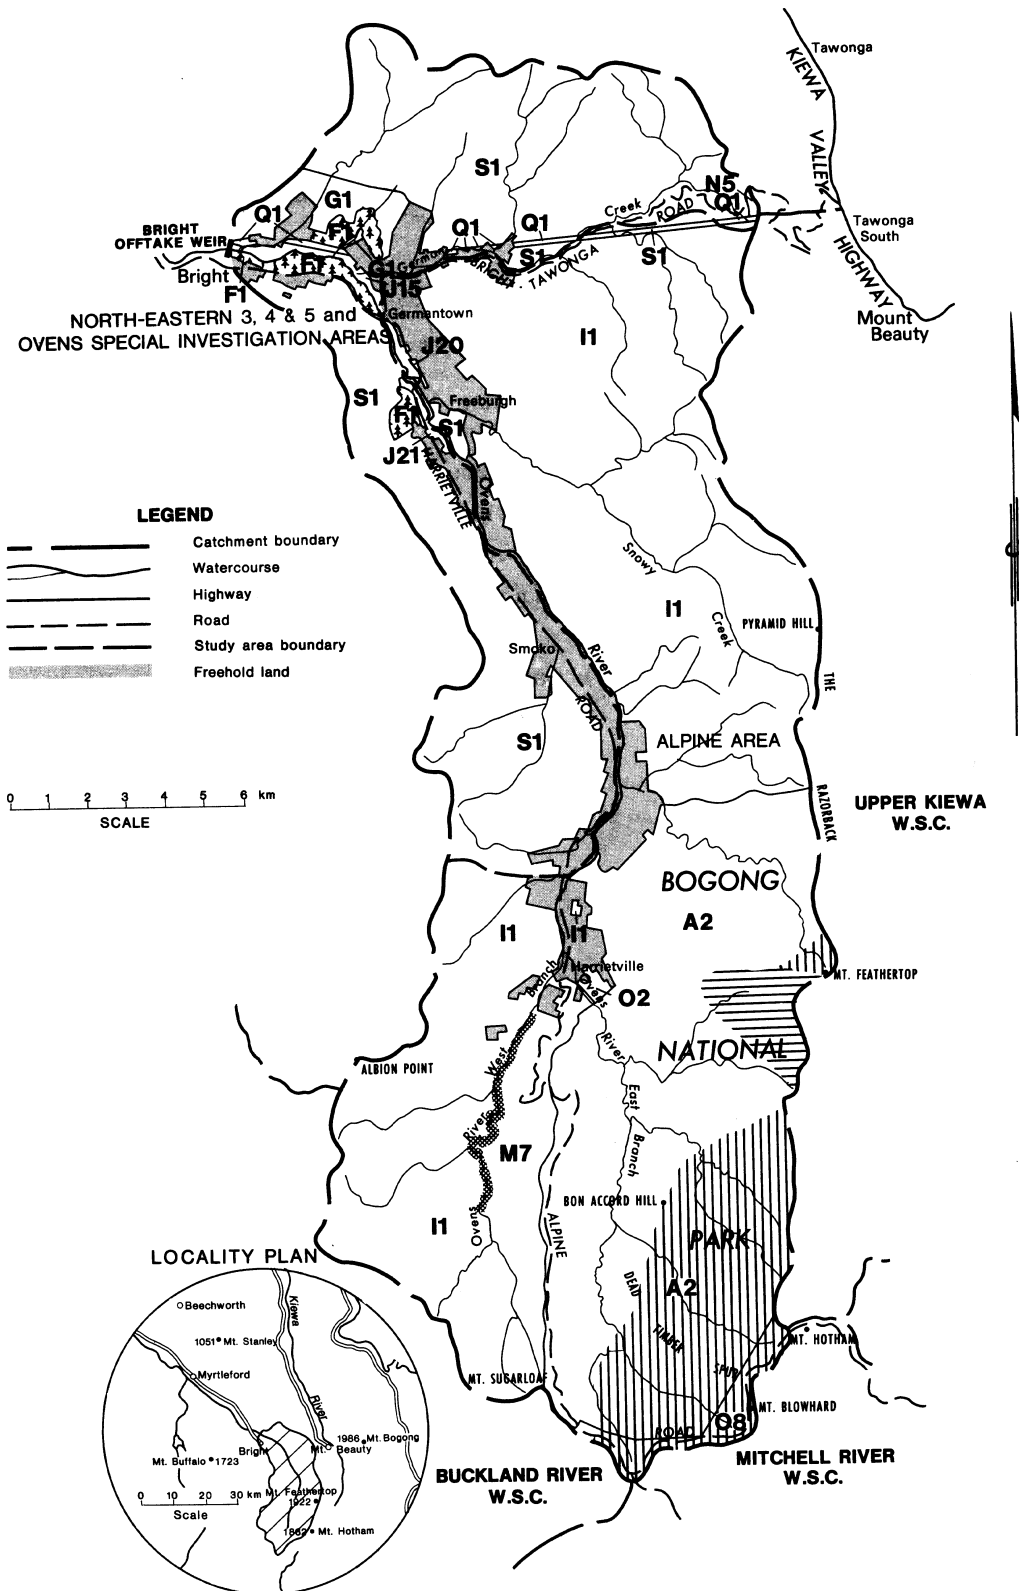 Tawonga
KIEWA
VALLEY
HIGHWAY
S1
N5
Q1
Creek
ROAD
G1
Q1
F1
Q1
Q1
Tawonga
South
BRIGHT
OFFTAKE WEIR
Bright
F1
F1
G1
J15
BRIGHT - TAWONGA
S1
S1
Germantown
Mount
Beauty
NORTH-EASTERN 3, 4 & 5 and
OVENS SPECIAL INVESTIGATION AREAS
J20
I1
S1
Freeburgh
F1
S1
J21
HARRIETVILLE
Ovens
LEGEND
Catchment boundary
Watercourse
Highway
Road
Study area boundary
Freehold land
Snowy
Creek
I1
PYRAMID HILL
THE
Smoko
River
ROAD
S1
ALPINE AREA
0 1 2 3 4 5 6 km
SCALE
RAZORBACK
UPPER KIEWA
W.S.C.
BOGONG
A2
I1
I1
Harrietville
Branch
Ovens
O2
MT. FEATHERTOP
River
NATIONAL
ALBION POINT
West
East
River
Branch
M7
BON ACCORD HILL
I1
Ovens
ALPINE
PARK
LOCALITY PLAN
DEAD
A2
TIMBER
SPUR
MT. HOTHAM
MT. SUGARLOAF
MT. BLOWHARD
O8
ROAD
BUCKLAND RIVER
W.S.C.
MITCHELL RIVER
W.S.C.
Beechworth
Kiewa
1051 Mt. Stanley
Myrtleford
River
1986 Mt. Bogong
Bright
Mt. Beauty
Mt. Buffalo 1723
0 10 20 30 km
Scale
Mt. Feathertop
1922
1862 Mt. Hotham